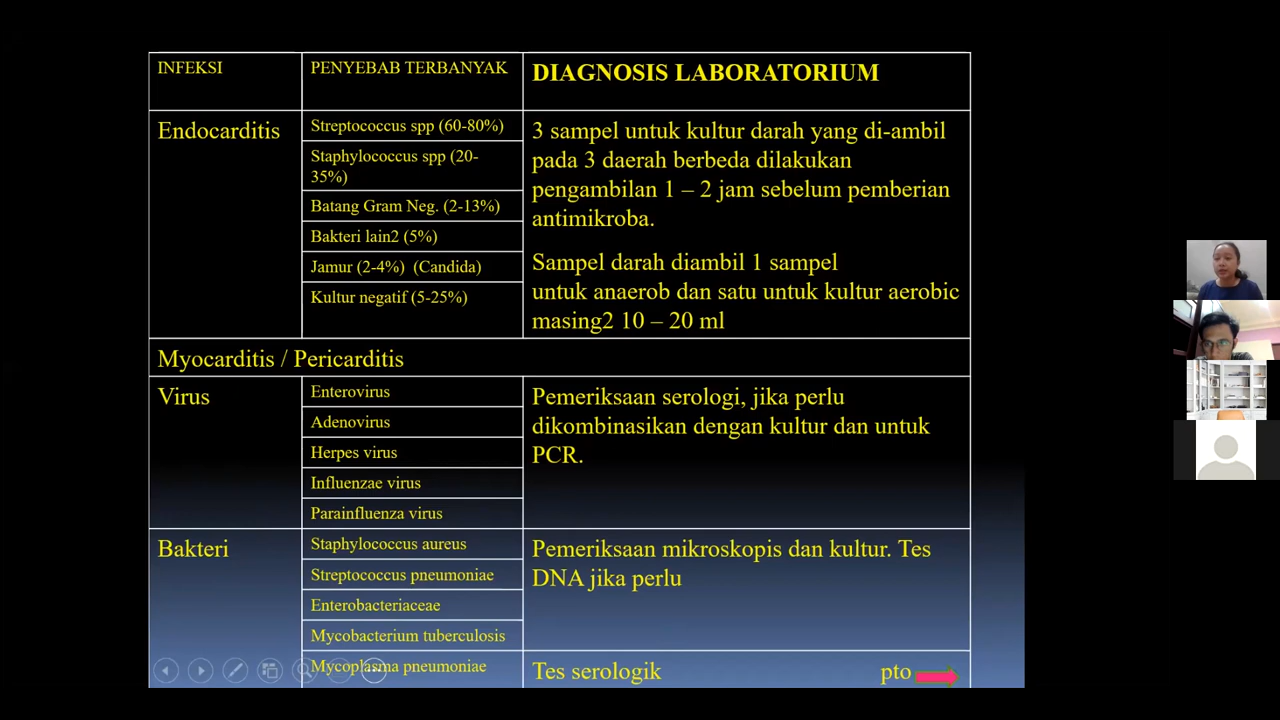 INFEKSI
PENYEBAB TERBANYAK
DIAGNOSIS LABORATORIUM
Endocarditis
Streptococcus spp (60-80%)
Staphylococcus spp (20-
35%)
Batang Gram Neg. (2-13%)
Bakteri lain2 (5%)
Jamur (2-4%) (Candida)
Kultur negatif (5-25%)
3 sampel untuk kultur darah yang di-ambil
pada 3 daerah berbeda dilakukan
pengambilan 1 – 2 jam sebelum pemberian
antimikroba.
Sampel darah diambil 1 sampel
untuk anaerob dan satu untuk kultur aerobic
masing2 10 – 20 ml
Myocarditis / Pericarditis
Virus
Enterovirus
Adenovirus
Herpes virus
Influenzae virus
Parainfluenza virus
Pemeriksaan serologi, jika perlu
dikombinasikan dengan kultur dan untuk
PCR.
Bakteri
Staphylococcus aureus
Streptococcus pneumoniae
Enterobacteriaceae
Mycobacterium tuberculosis
Pemeriksaan mikroskopis dan kultur. Tes
DNA jika perlu
Mycoplasma pneumoniae
Tes serologik
pto